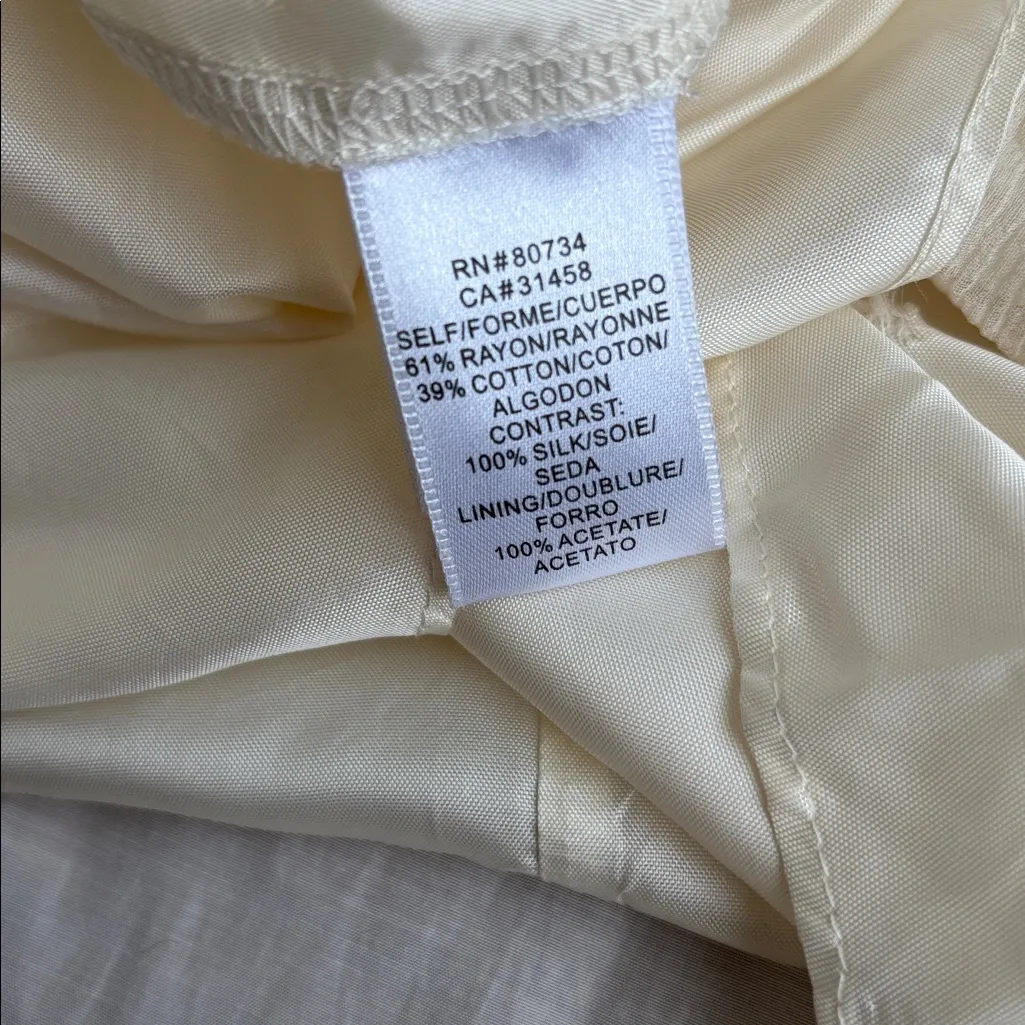 RN#80734
CA#31458
SELF/FORME/CUERPO
61% RAYON/RAYONNE
39% COTTON/COTON/
ALGODON
CONTRAST:
100% SILK/SOIE/
SEDA
LINING/DOUBLURE/
FORRO
100% ACETATE/
ACETATO